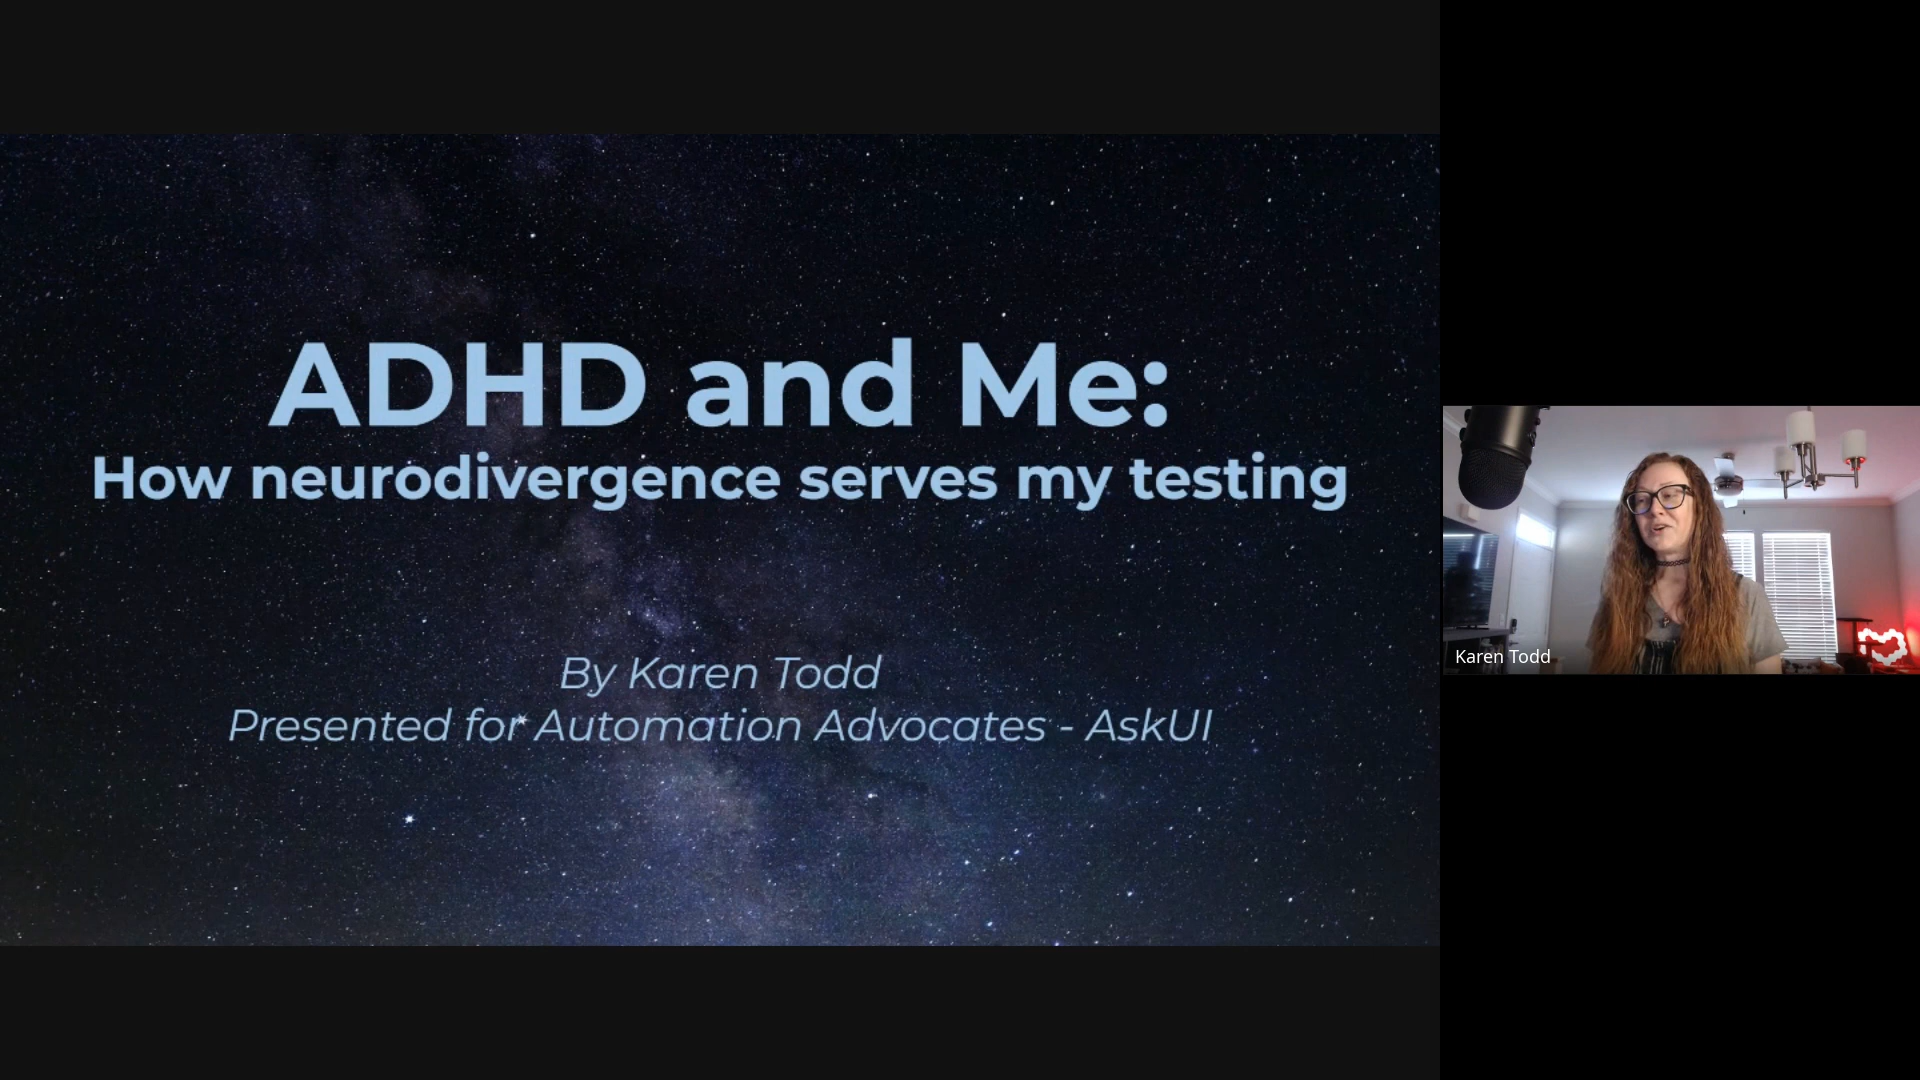 ADHD and Me:
How neurodivergence serves my testing
By Karen Todd
Presented for Automation Advocates - AskUI
Karen Todd